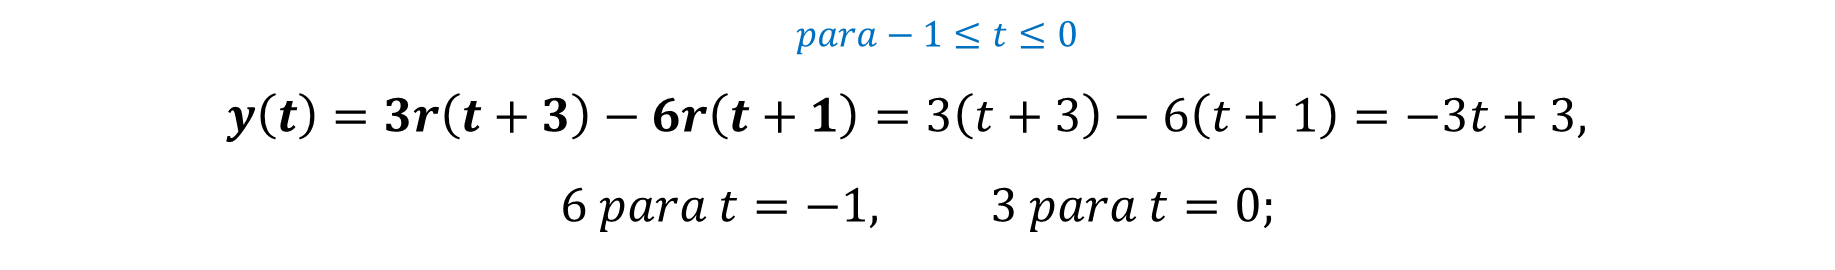 para − 1 ≤ t ≤ 0
y(t) = 3r(t + 3) − 6r(t + 1) = 3(t + 3) − 6(t + 1) = −3t + 3,
6 para t = −1, 3 para t = 0;